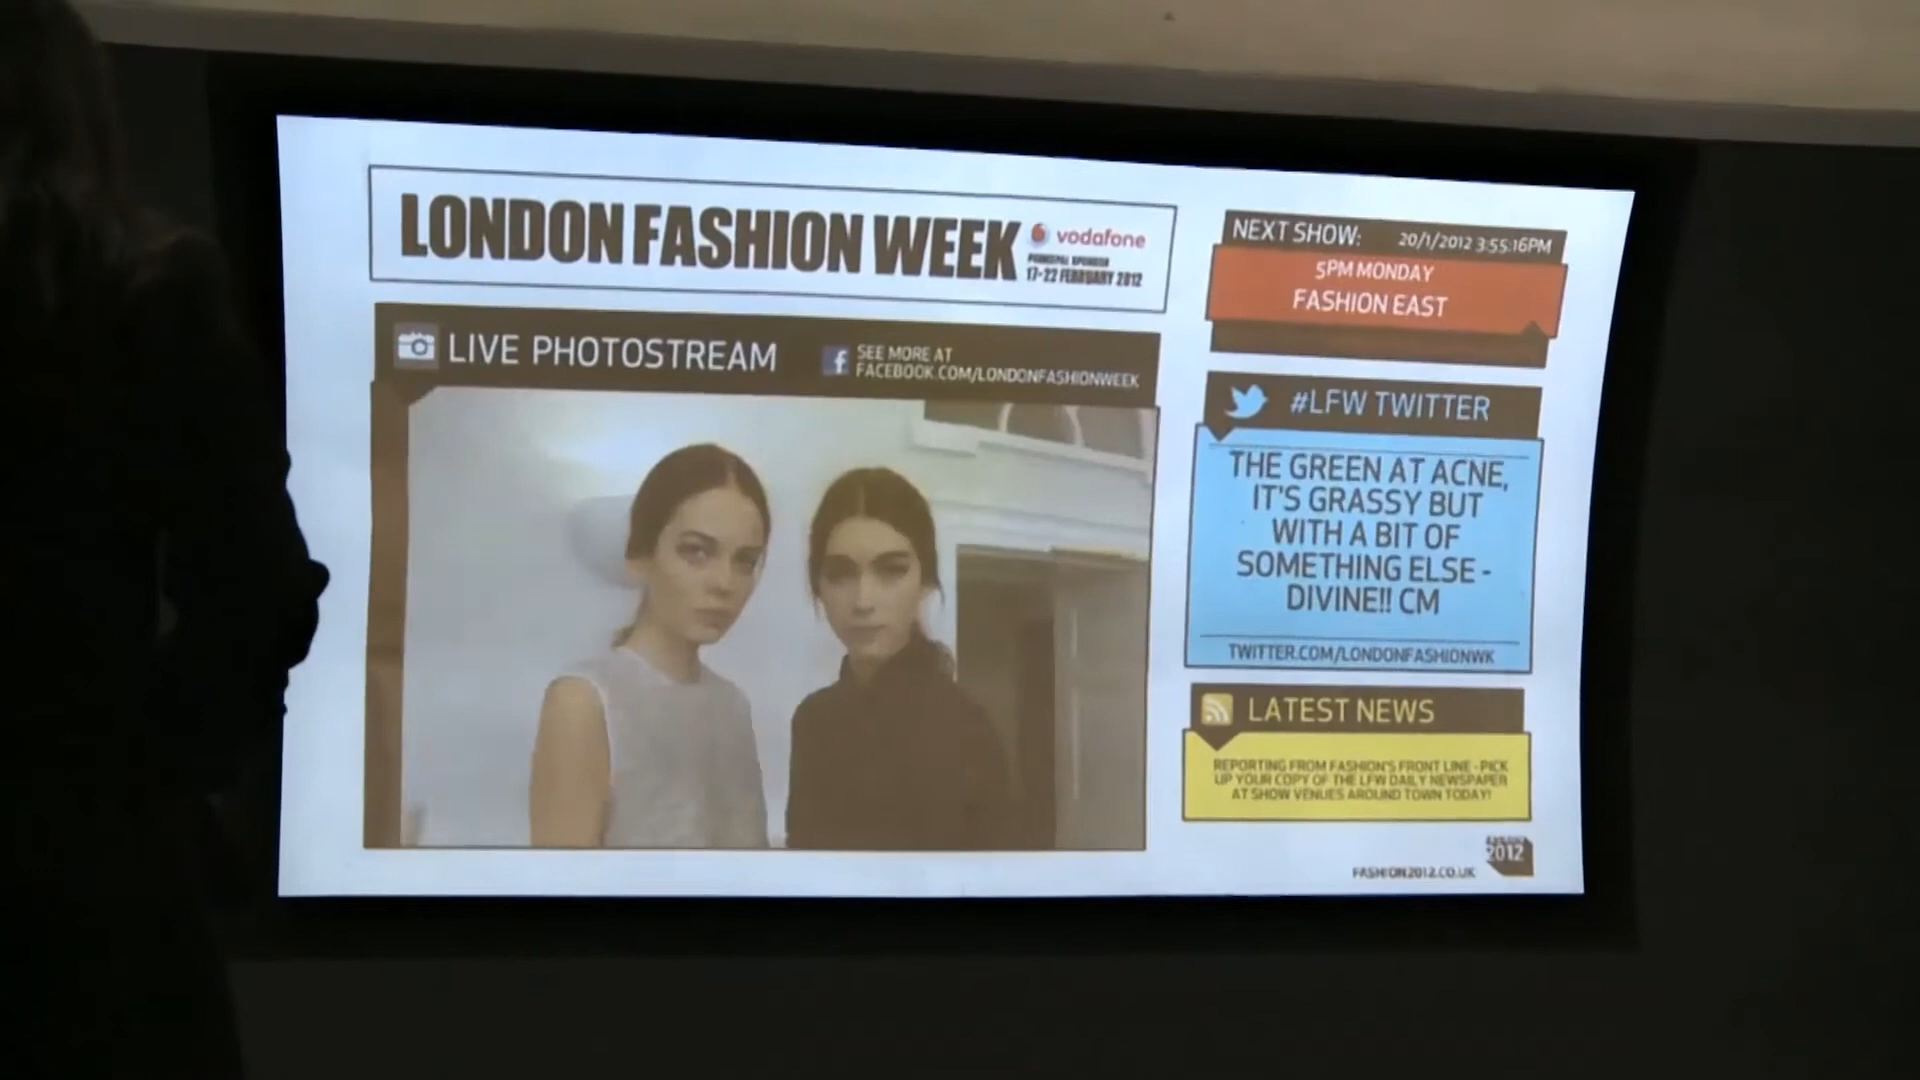 LONDON FASHION WEEK
vodafone
PRINCIPAL SPONSOR
17-22 FEBRUARY 2012
LIVE PHOTOSTREAM
SEE MORE AT
FACEBOOK.COM/LONDONFASHIONWEEK
NEXT SHOW: 20/1/2012 3:55:16PM
5PM MONDAY
FASHION EAST
#LFW TWITTER
THE GREEN AT ACNE,
IT'S GRASSY BUT
WITH A BIT OF
SOMETHING ELSE -
DIVINE!! CM
TWITTER.COM/LONDONFASHIONWK
LATEST NEWS
REPORTING FROM FASHION'S FRONT LINE - PICK
UP YOUR COPY OF THE LFW DAILY NEWSPAPER
AT SHOW VENUES AROUND TOWN TODAY!
2012
FASHION2012.CO.UK